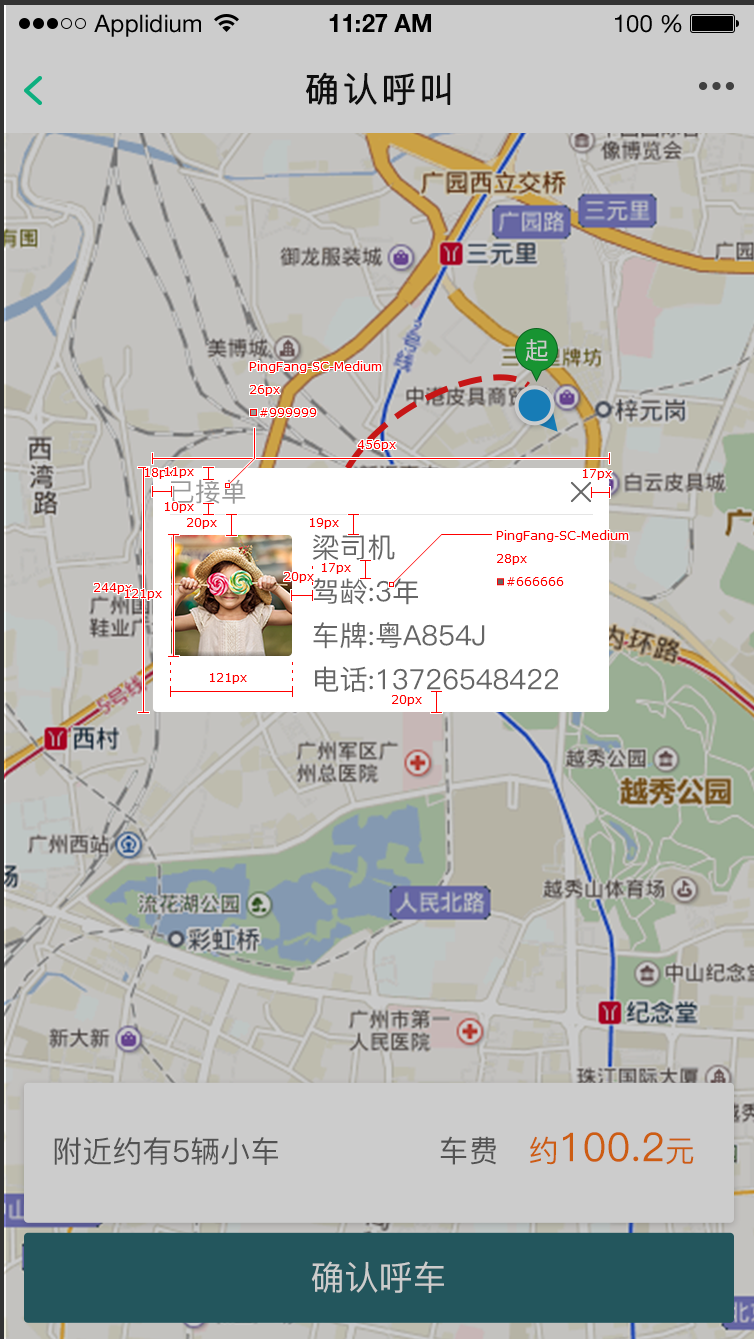 Applidium 11:27 AM 100 %
确认呼叫
像博览会
广园西立交桥
广园路
三元里
有围
御龙服装城
三元里
广园
美博城
起
PingFang-SC-Medium
26px
#999999
中港皮具商贸
牌坊
梓元岗
西湾路
456px
白云皮具城
18px
11px
17px
已接单
10px
20px
19px
梁司机
PingFang-SC-Medium
28px
#666666
17px
20px
驾龄:3年
244px
121px
车牌:粤A854J
121px
电话:13726548422
20px
内环路
5号线
西村
广州军区广
州总医院
越秀公园
越秀公园
广州西站
流花湖公园
人民北路
越秀山体育场
彩虹桥
中山纪念堂
纪念堂
新大新
广州市第一
人民医院
珠江国际大厦
附近约有5辆小车 车费 约100.2元
确认呼车